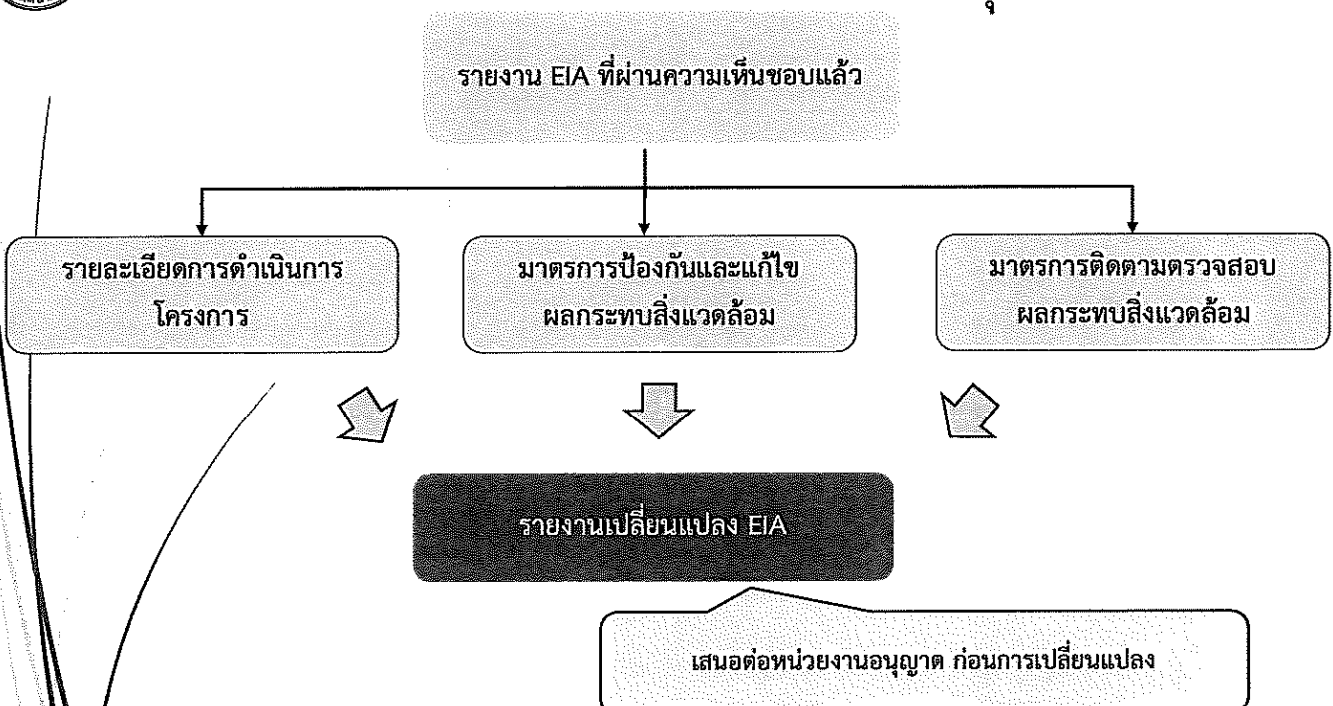 รายงาน EIA ที่ผ่านความเห็นชอบแล้ว
รายละเอียดการดำเนินการ
โครงการ
มาตรการป้องกันและแก้ไข
ผลกระทบสิ่งแวดล้อม
มาตรการติดตามตรวจสอบ
ผลกระทบสิ่งแวดล้อม
รายงานเปลี่ยนแปลง EIA
เสนอต่อหน่วยงานอนุญาต ก่อนการเปลี่ยนแปลง